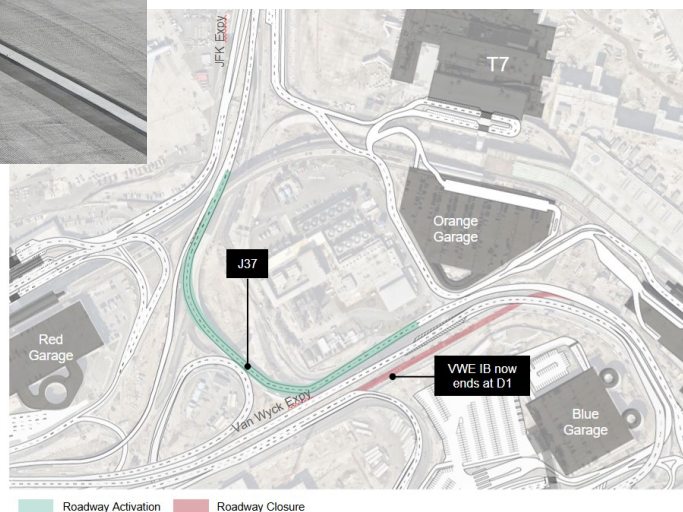 JFK Expy
T7
Orange
Garage
J37
Red
Garage
VWE IB now
ends at D1
Van Wyck Expy
Blue
Garage
Roadway Activation
Roadway Closure